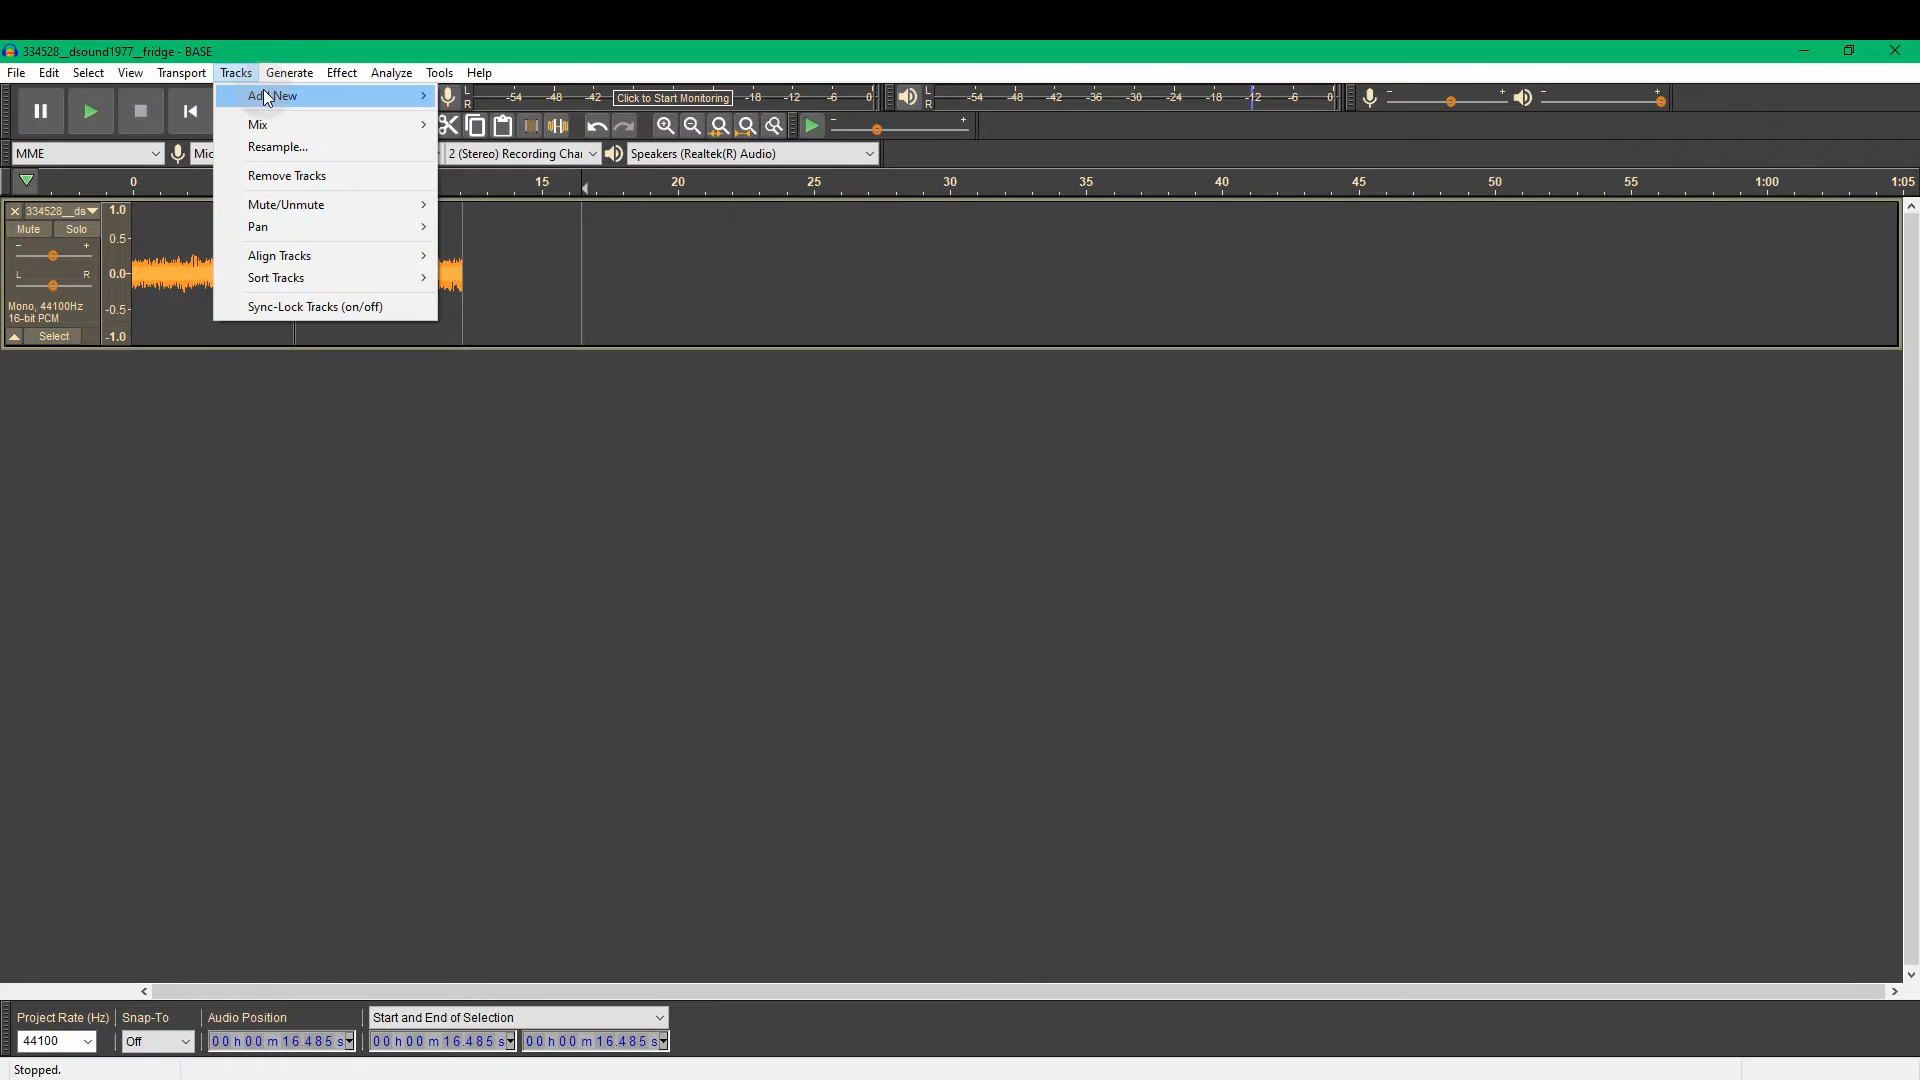 334528__dsound1977__fridge - BASE
File Edit Select View Transport Tracks Generate Effect Analyze Tools Help
Add New
Mix
Resample...
Remove Tracks
Mute/Unmute
Pan
Align Tracks
Sort Tracks
Sync-Lock Tracks (on/off)
L
R
-54 -48 -42 Click to Start Monitoring -18 -12 -6 0
L
R
-54 -48 -42 -36 -30 -24 -18 -12 -6 0
- + - +
- +
MME Mic 2 (Stereo) Recording Chai Speakers (Realtek(R) Audio)
0 15 20 25 30 35 40 45 50 55 1:00 1:05
334528__ds
Mute Solo
- +
L R
Mono, 44100Hz
16-bit PCM
Select
1.0
0.5
0.0
-0.5
-1.0
Project Rate (Hz) Snap-To Audio Position Start and End of Selection
44100 Off 00 h 00 m 16.485 s 00 h 00 m 16.485 s 00 h 00 m 16.485 s
Stopped.